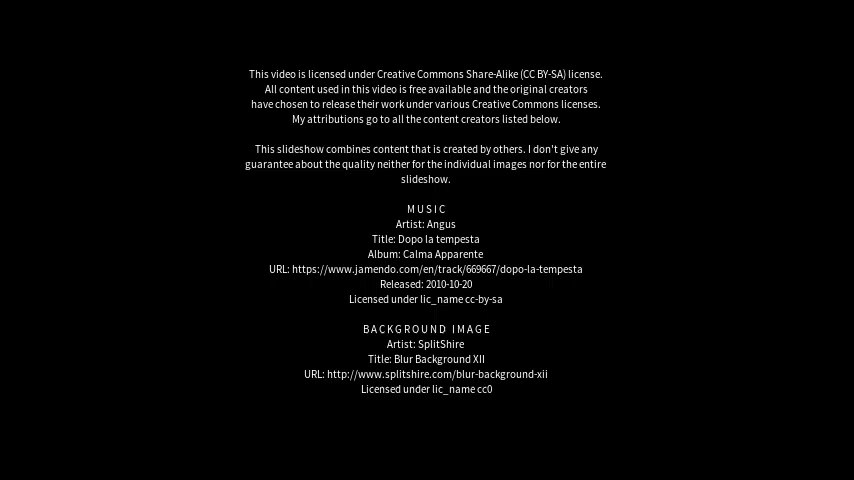 This video is licensed under Creative Commons Share-Alike (CC BY-SA) license.
All content used in this video is free available and the original creators
have chosen to release their work under various Creative Commons licenses.
My attributions go to all the content creators listed below.
This slideshow combines content that is created by others. I don't give any
guarantee about the quality neither for the individual images nor for the entire
slideshow.
MUSIC
Artist: Angus
Title: Dopo la tempesta
Album: Calma Apparente
URL: https://www.jamendo.com/en/track/669667/dopo-la-tempesta
Released: 2010-10-20
Licensed under lic_name cc-by-sa
BACKGROUND IMAGE
Artist: SplitShire
Title: Blur Background XII
URL: http://www.splitshire.com/blur-background-xii
Licensed under lic_name cc0